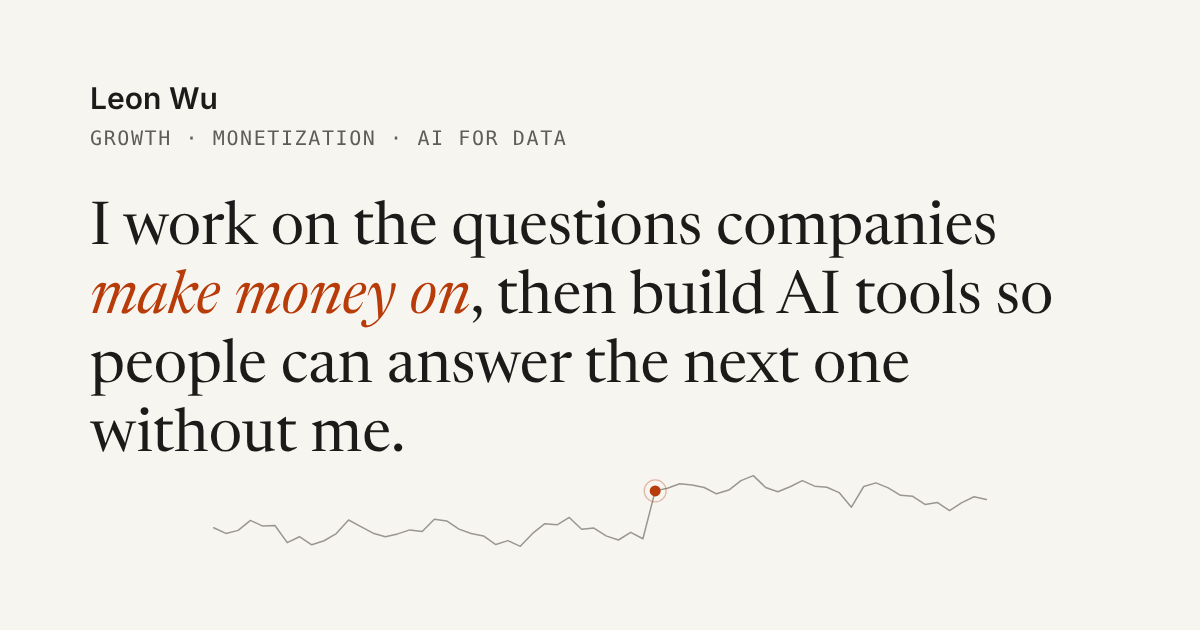 Leon Wu
GROWTH · MONETIZATION · AI FOR DATA
I work on the questions companies
make money on, then build AI tools so
people can answer the next one
without me.